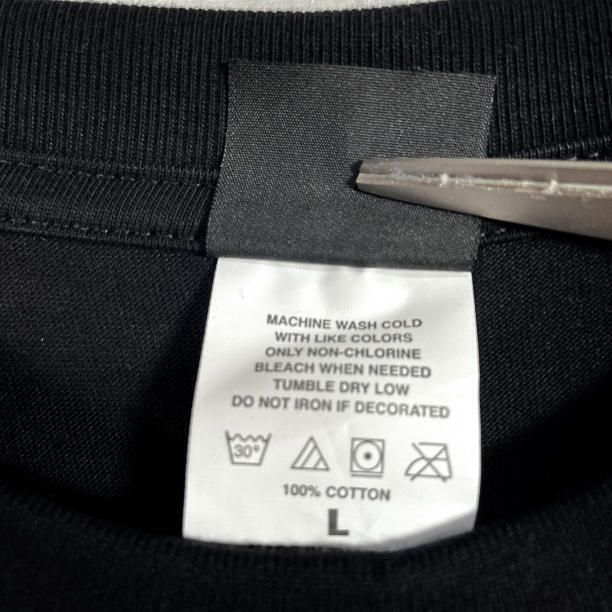 MACHINE WASH COLD
WITH LIKE COLORS
ONLY NON-CHLORINE
BLEACH WHEN NEEDED
TUMBLE DRY LOW
DO NOT IRON IF DECORATED
30°
100% COTTON
L